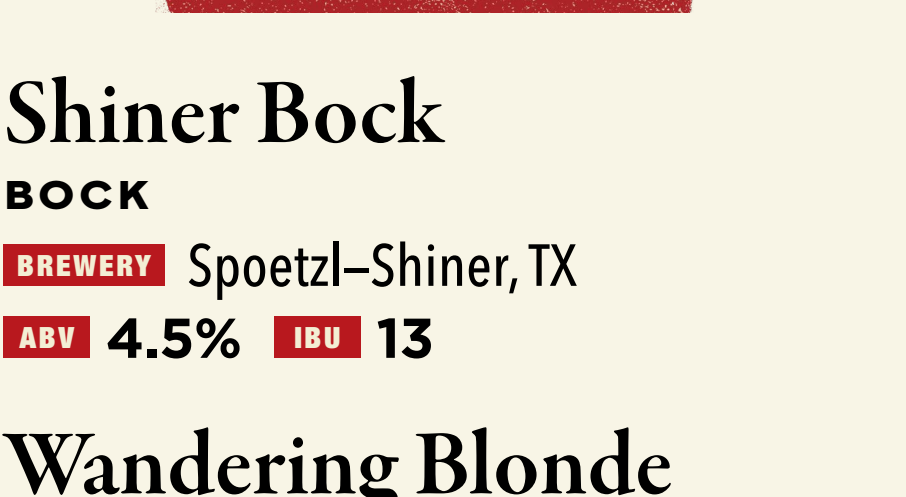 Shiner Bock
BOCK
BREWERY Spoetzl–Shiner, TX
ABV 4.5% IBU 13
Wandering Blonde